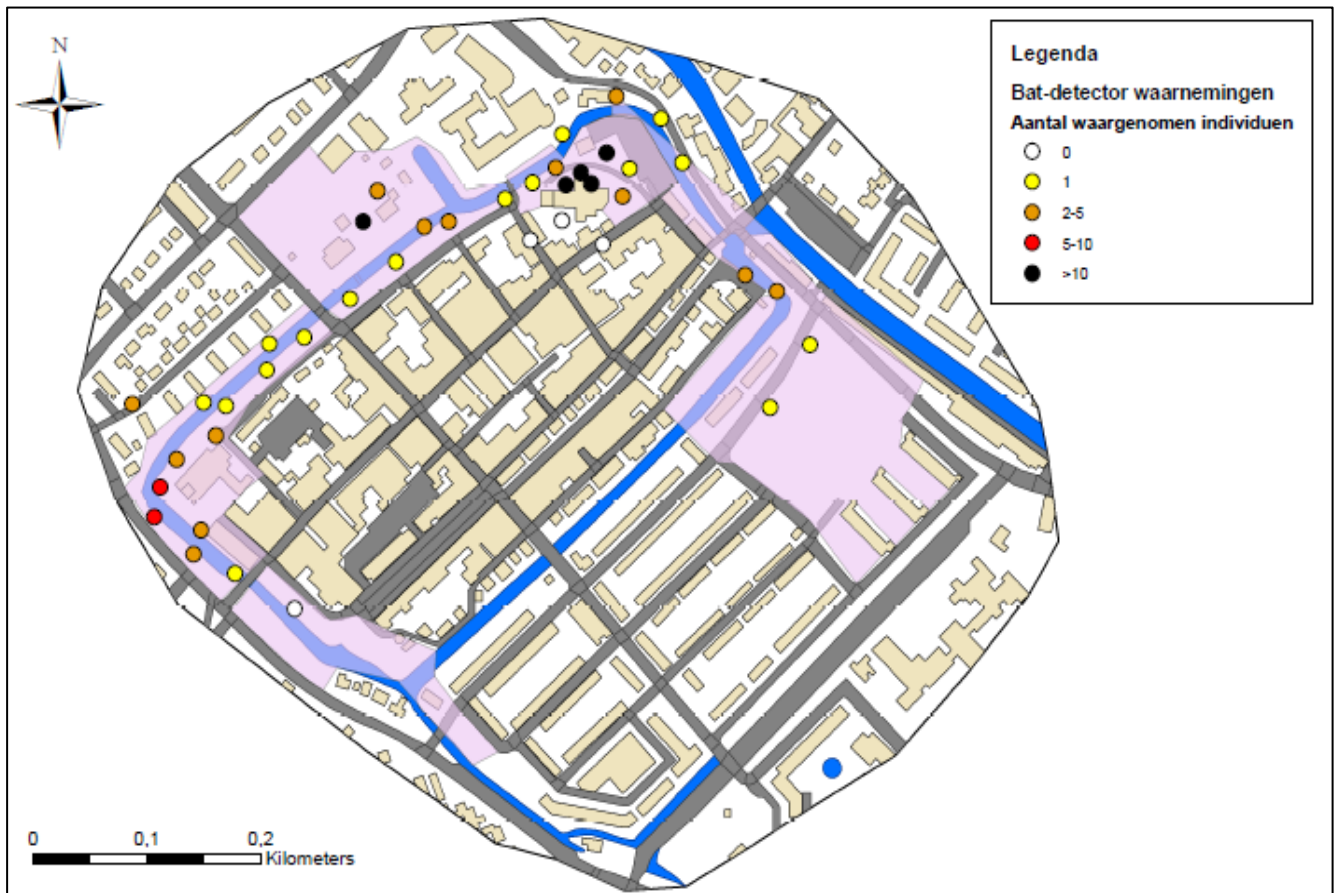 N
Legenda
Bat-detector waarnemingen
Aantal waargenomen individuen
0
1
2-5
5-10
>10
0 0,1 0,2
Kilometers